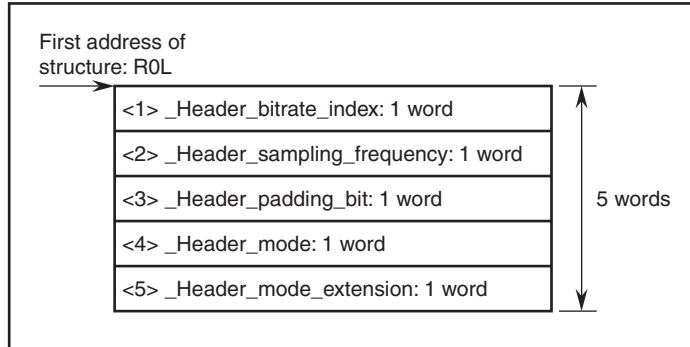 First address of
structure: R0L
<1> _Header_bitrate_index: 1 word
<2> _Header_sampling_frequency: 1 word
<3> _Header_padding_bit: 1 word
5 words
<4> _Header_mode: 1 word
<5> _Header_mode_extension: 1 word